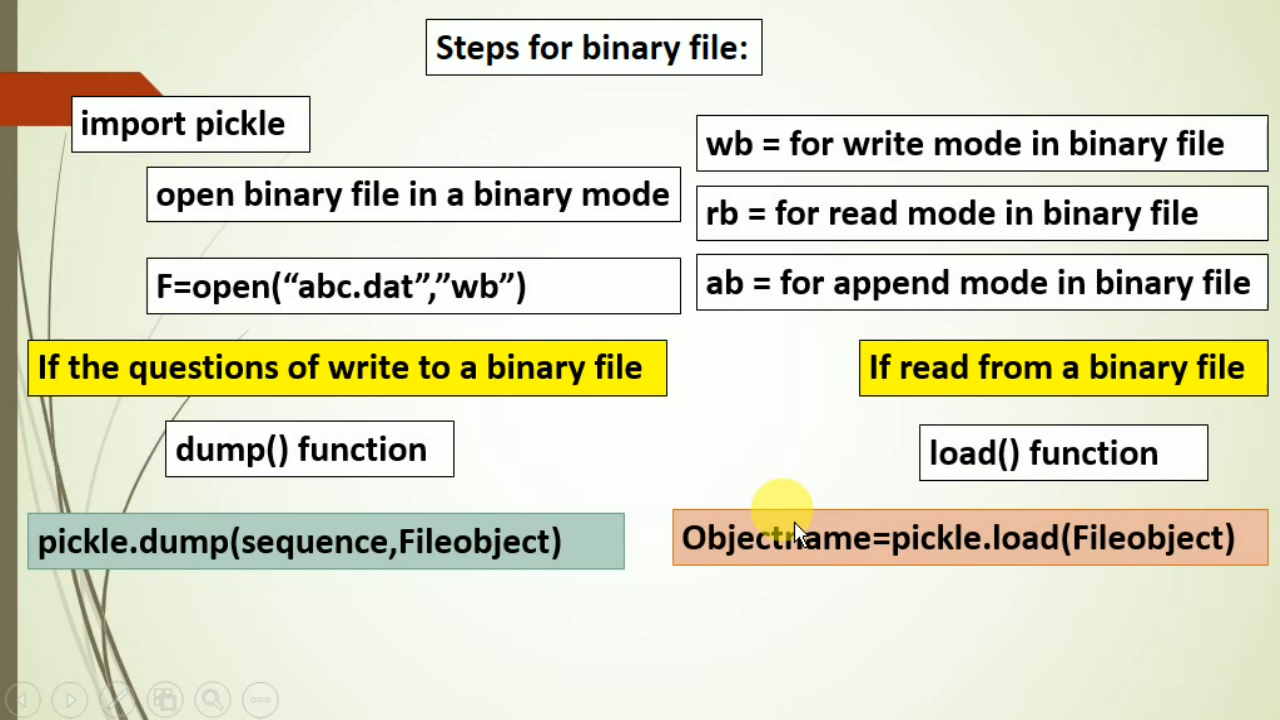 Steps for binary file:
import pickle
open binary file in a binary mode
F=open(“abc.dat”,”wb”)
wb = for write mode in binary file
rb = for read mode in binary file
ab = for append mode in binary file
If the questions of write to a binary file
If read from a binary file
dump() function
load() function
pickle.dump(sequence,Fileobject)
Objectname=pickle.load(Fileobject)